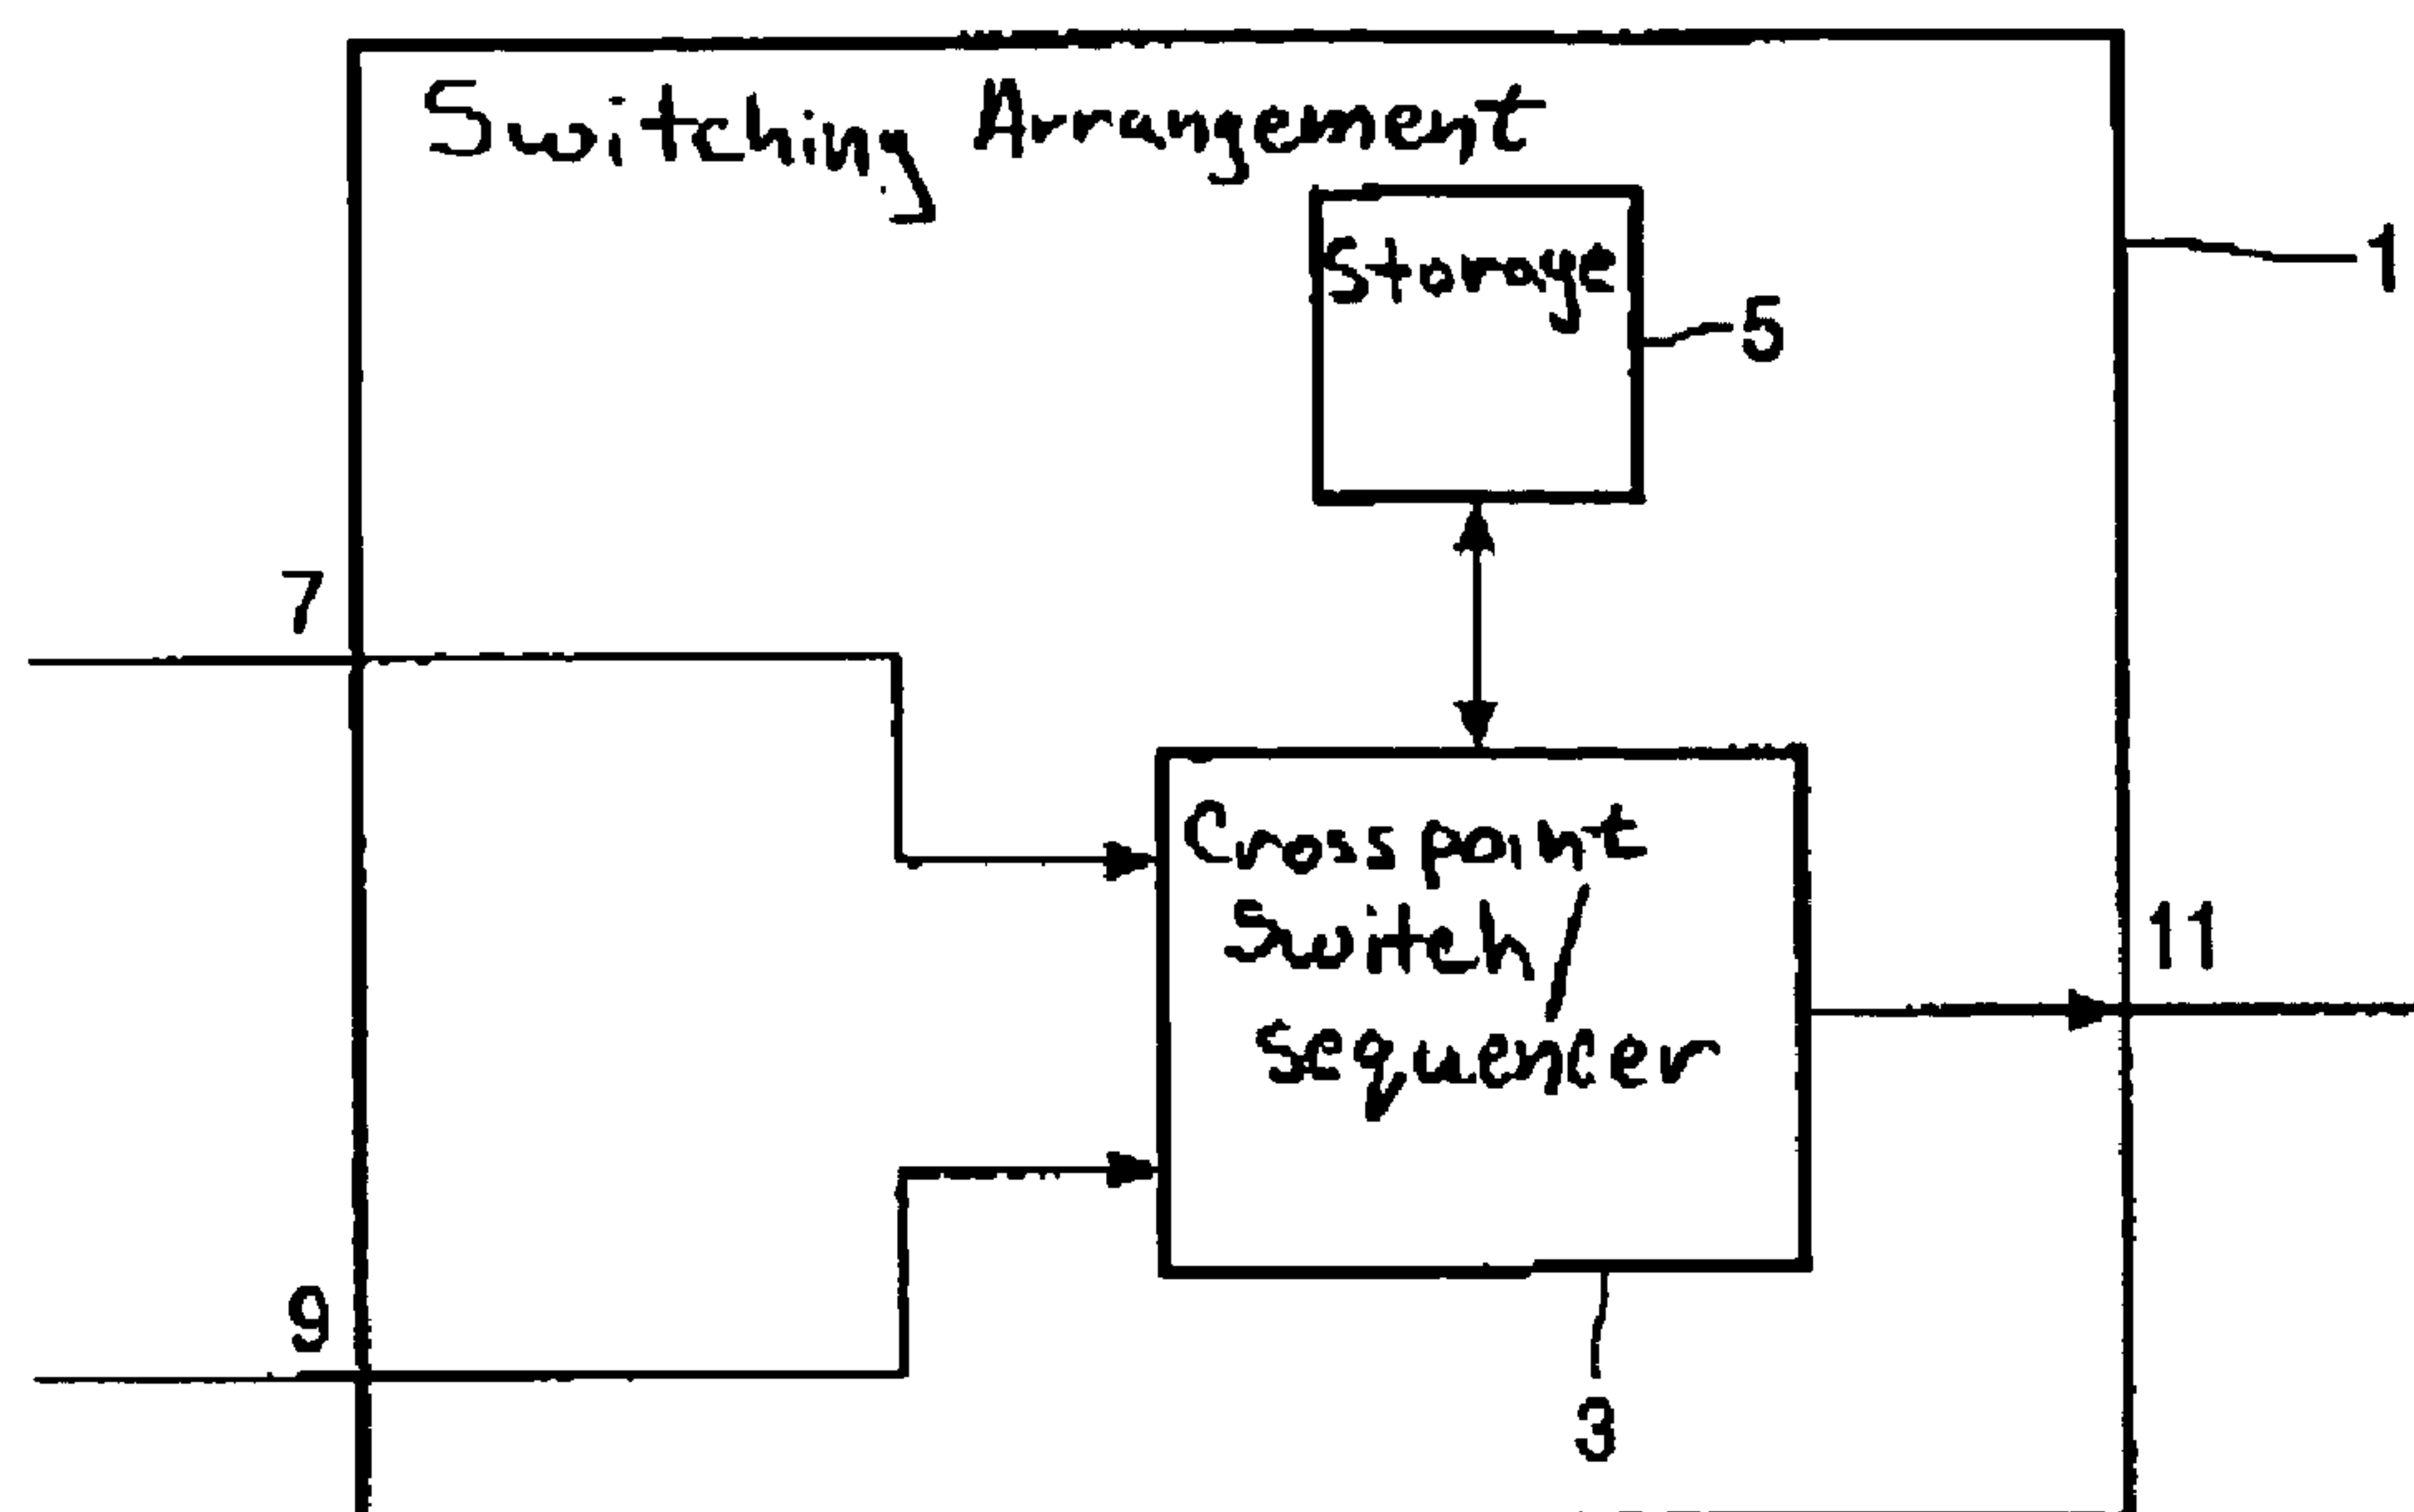 Switching Arrangement
1
Storage
5
7
Crosspoint
Switch/
Sequencer
11
9
3